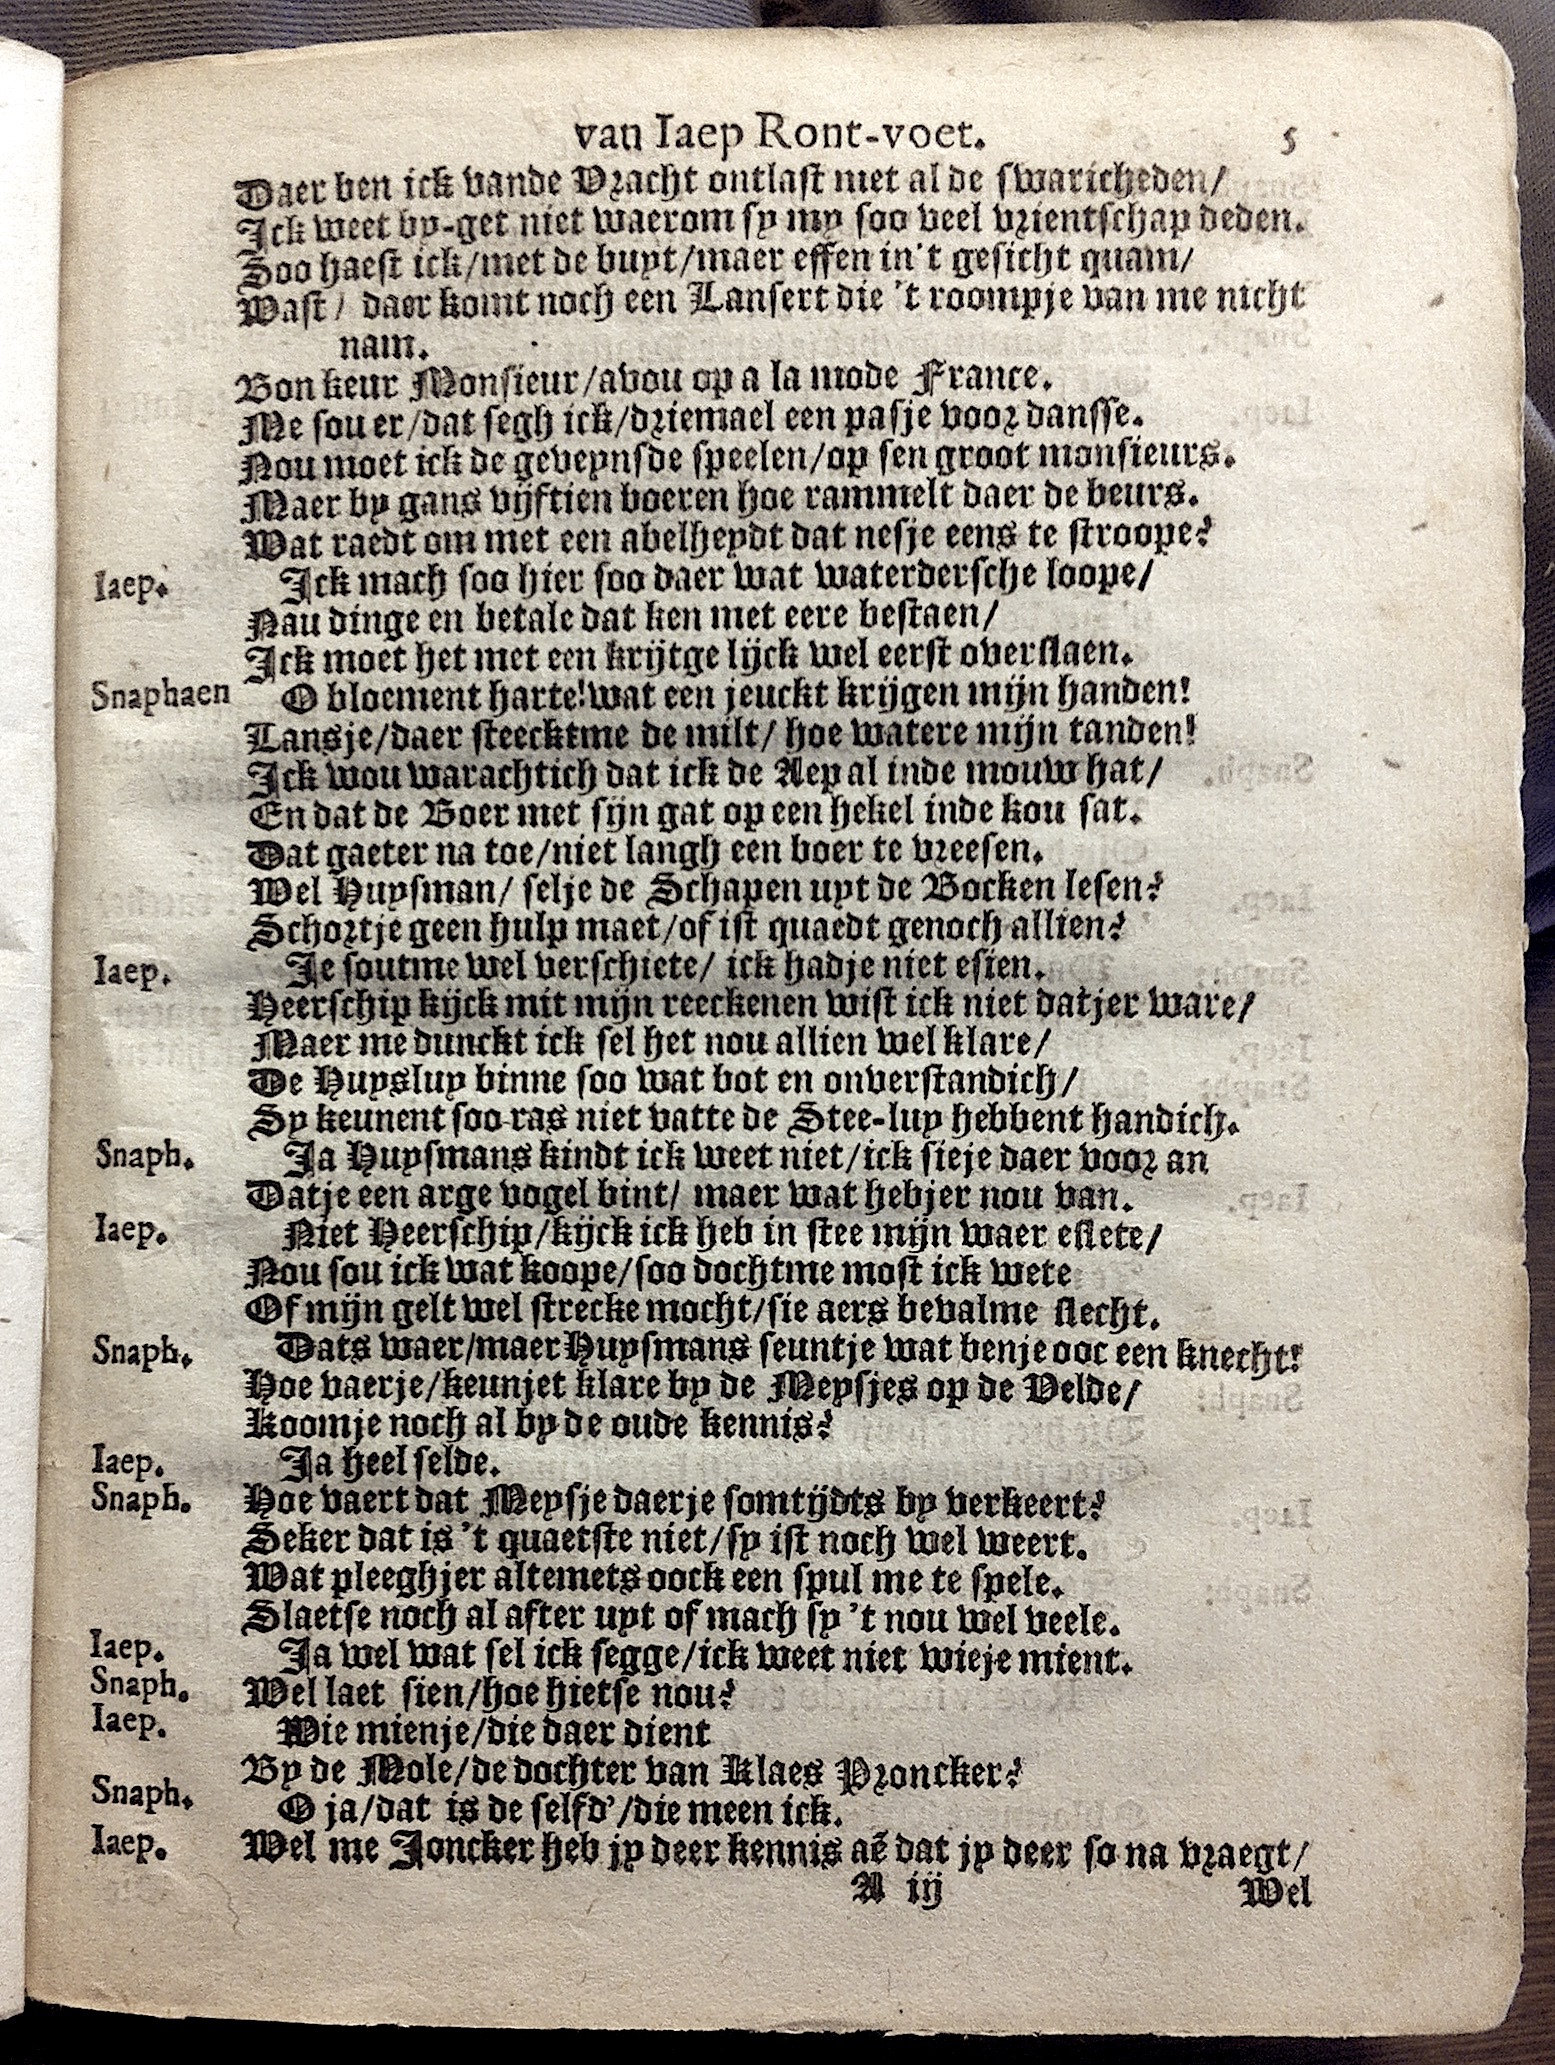 van Iaep Ront-voet. 5
Daer ben ick vande Vracht ontlast met al de swaricheden/
Ick weet by-get niet waerom sy my soo veel vrientschap deden.
Soo haest ick/met de buyt/maer effen in't gesicht quam/
Wast/ daer komt noch een Lansert die 't roompje van me nicht
nam.
Bon keur Monsieur/avou op a la mode France.
Me sou er/dat segh ick/driemael een pasje voor dansse.
Nou moet ick de geveynsde speelen/op sen groot monsieurs.
Maer by gans vijftien boeren hoe rammelt daer de beurs.
Wat raedt om met een abelheydt dat nesje eens te stroope?
Iaep. Ick mach soo hier soo daer wat waterdersche loope/
Nau dinge en betale dat ken met eere bestaen/
Ick moet het met een krijtge lijck wel eerst overslaen.
Snaphaen O bloement harte!wat een jeuckt krijgen mijn handen!
Lansje/daer steecktme de milt/ hoe watere mijn tanden!
Ick wou warachtich dat ick de Aep al inde mouw hat/
En dat de Boer met sijn gat op een hekel inde kou sat.
Dat gaeter na toe/niet langh een boer te vreesen.
Wel Huysman/ selje de Schapen uyt de Bocken lesen?
Schortje geen hulp maet/of ist quaedt genoch allien?
Iaep. Je soutme wel verschiete/ ick hadje niet esien.
Heerschip kijck mit mijn reeckenen wist ick niet datjer ware/
Maer me dunckt ick sel het nou allien wel klare/
De Huysluy binne soo wat bot en onverstandich/
Sy keunent soo ras niet vatte de Stee-luy hebbent handich.
Snaph. Ja Huysmans kindt ick weet niet/ick sieje daer voor an
Datje een arge vogel bint/ maer wat hebjer nou van.
Iaep. Niet Heerschip/kijck ick heb in stee mijn waer eslete/
Nou sou ick wat koope/soo dochtme most ick wete
Of mijn gelt wel strecke mocht/sie aers bevalme slecht.
Snaph. Dats waer/maer Huysmans seuntje wat benje ooc een knecht!
Hoe vaerje/keunjet klare by de Meysjes op de Velde/
Koomje noch al by de oude kennis?
Iaep. Ja heel selde.
Snaph. Hoe vaert dat Meysje daerje somtijdts by verkeert?
Seker dat is 't quaetste niet/sy ist noch wel weert.
Wat pleeghjer altemets oock een spul me te spele.
Slaetse noch al after uyt of mach sy 't nou wel veele.
Iaep. Ja wel wat sel ick segge/ick weet niet wieje mient.
Snaph. Wel laet sien/hoe hietse nou?
Iaep. Wie mienje/die daer dient
By de Mole/de dochter van Klaes Proncker?
Snaph. O ja/dat is de selfd'/die meen ick.
Iaep. Wel me Joncker heb jy deer kennis aẽ dat jy deer so na vraegt/
A iij Wel